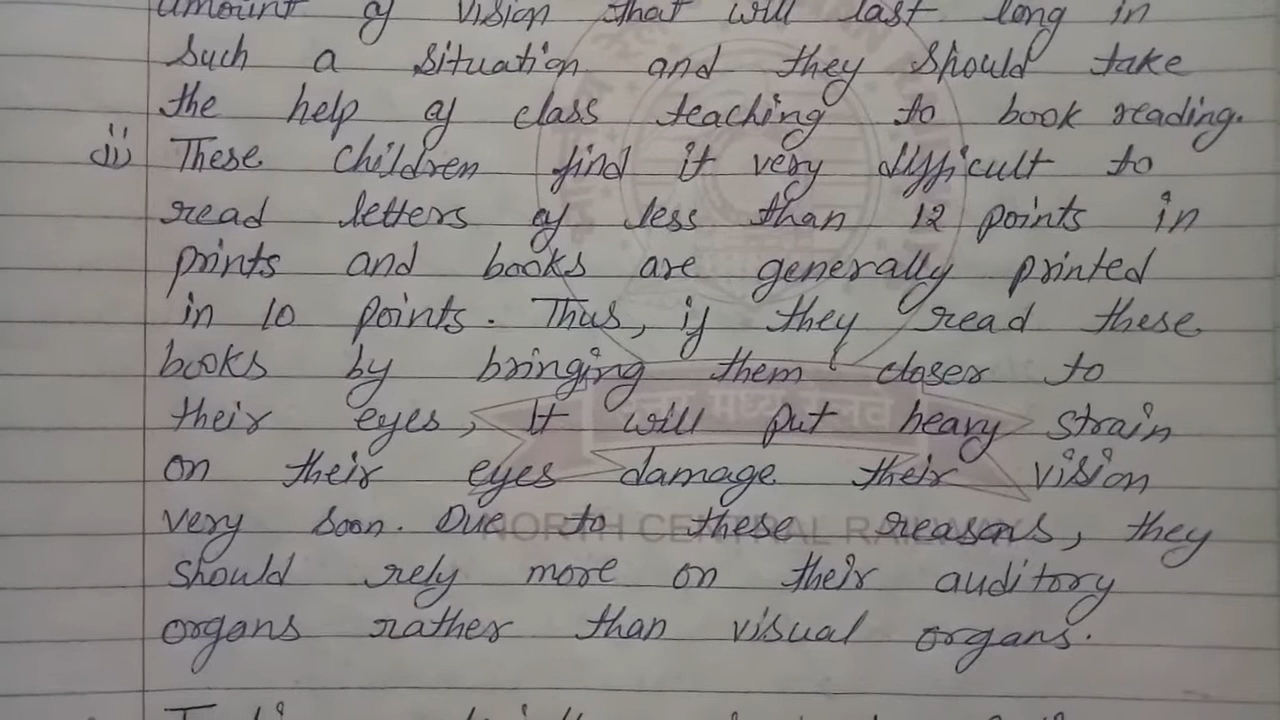 amount of vision that will last long in
such a situation and they should take
the help of class teaching to book reading.
ii) These children find it very difficult to
read letters of less than 12 points in
prints and books are generally printed
in 10 points. Thus, if they read these
books by bringing them closer to
their eyes, it will put heavy strain
on their eyes damage their vision
very soon. Due to these reasons, they
should rely more on their auditory
organs rather than visual organs.
NORTH CENTRAL RAILWAY